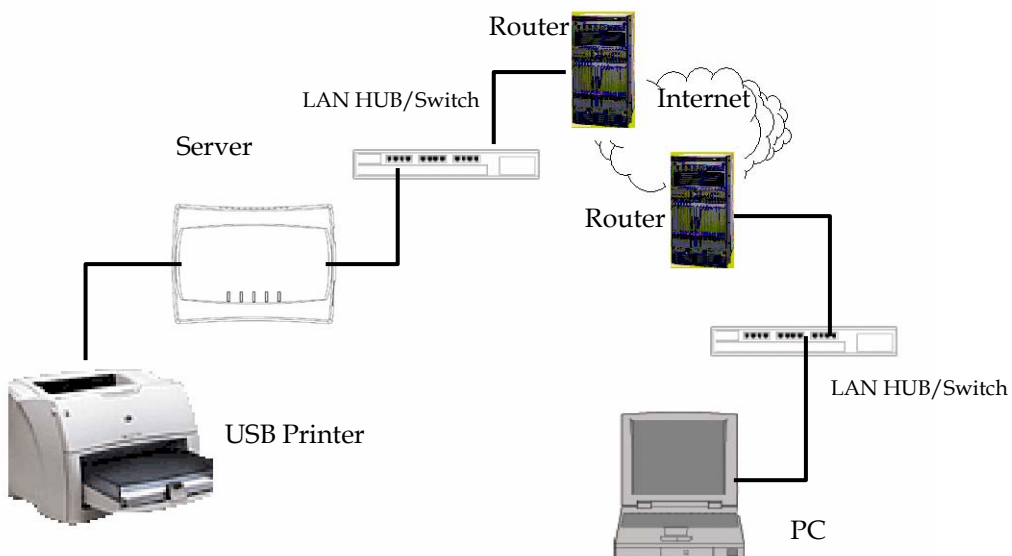 Router
LAN HUB/Switch
Internet
Server
Router
LAN HUB/Switch
USB Printer
PC